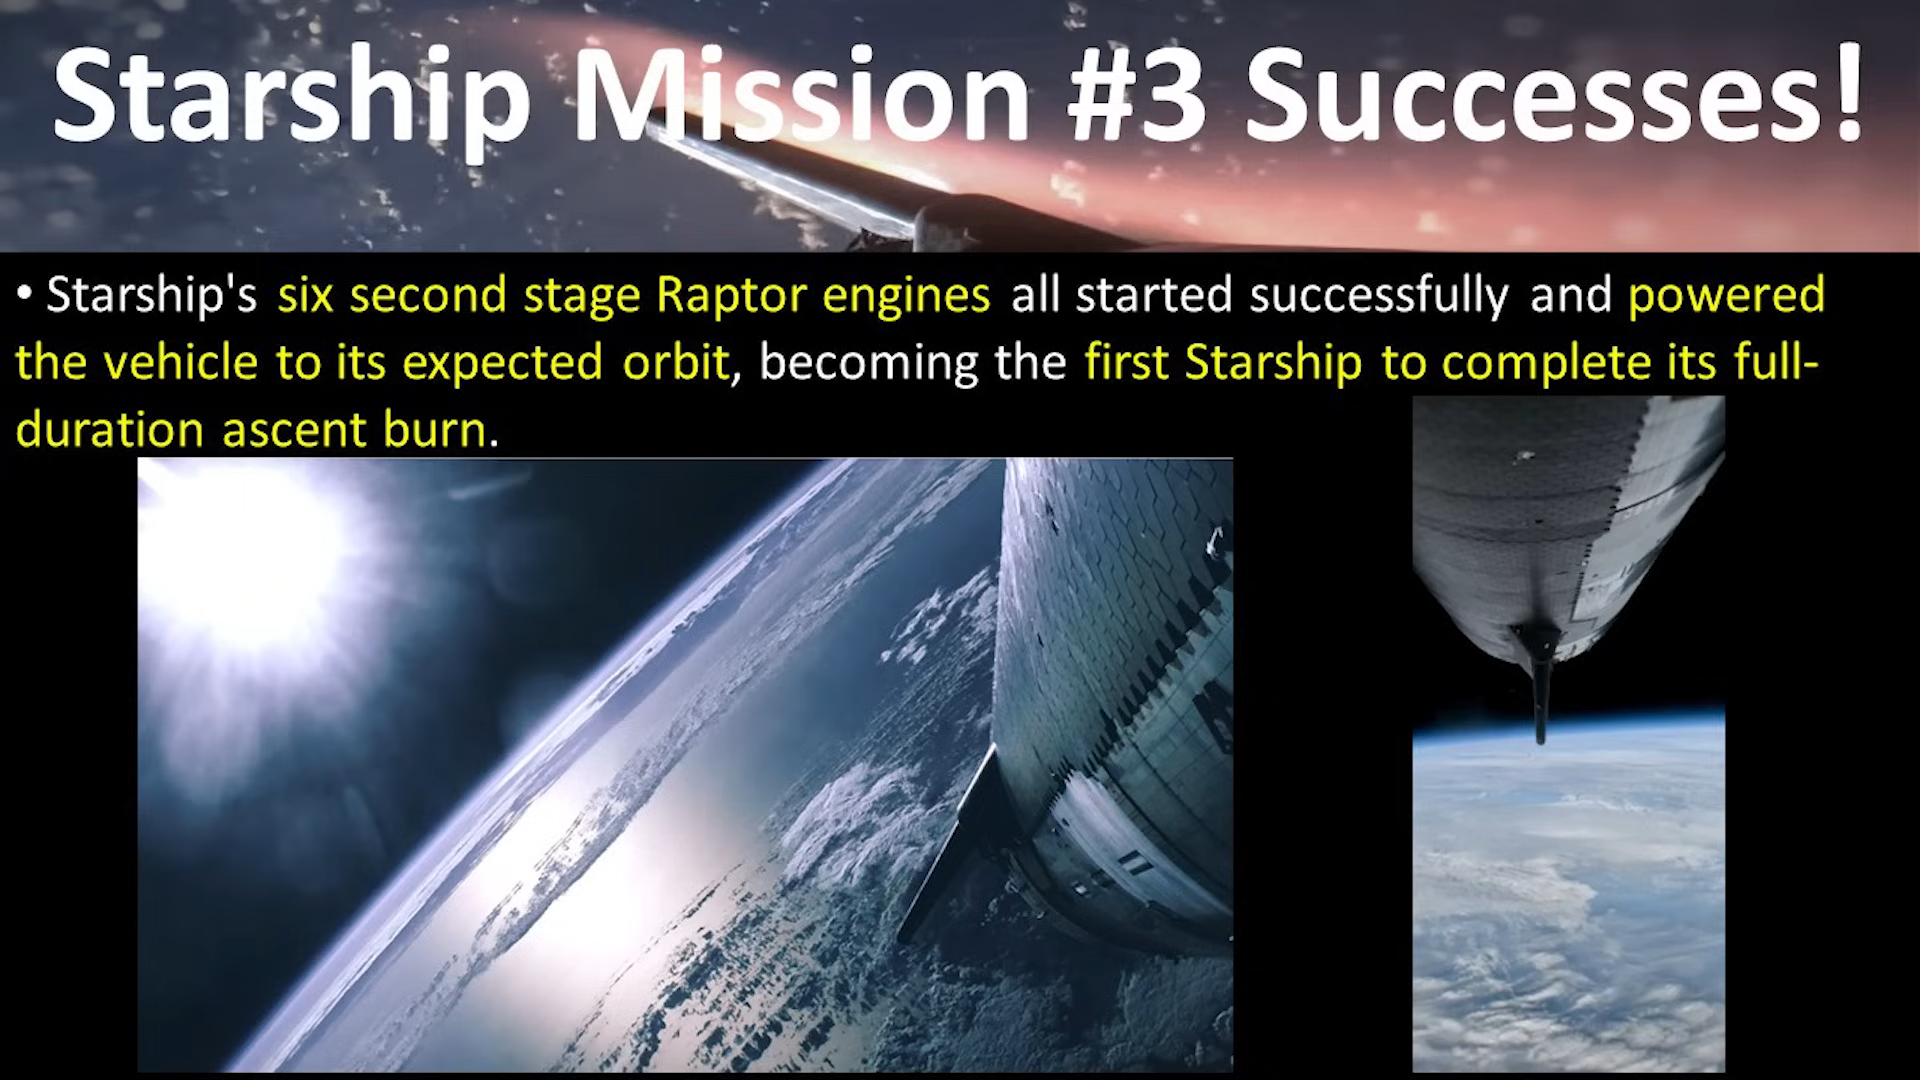 Starship Mission #3 Successes!
• Starship's six second stage Raptor engines all started successfully and powered
the vehicle to its expected orbit, becoming the first Starship to complete its full-
duration ascent burn.